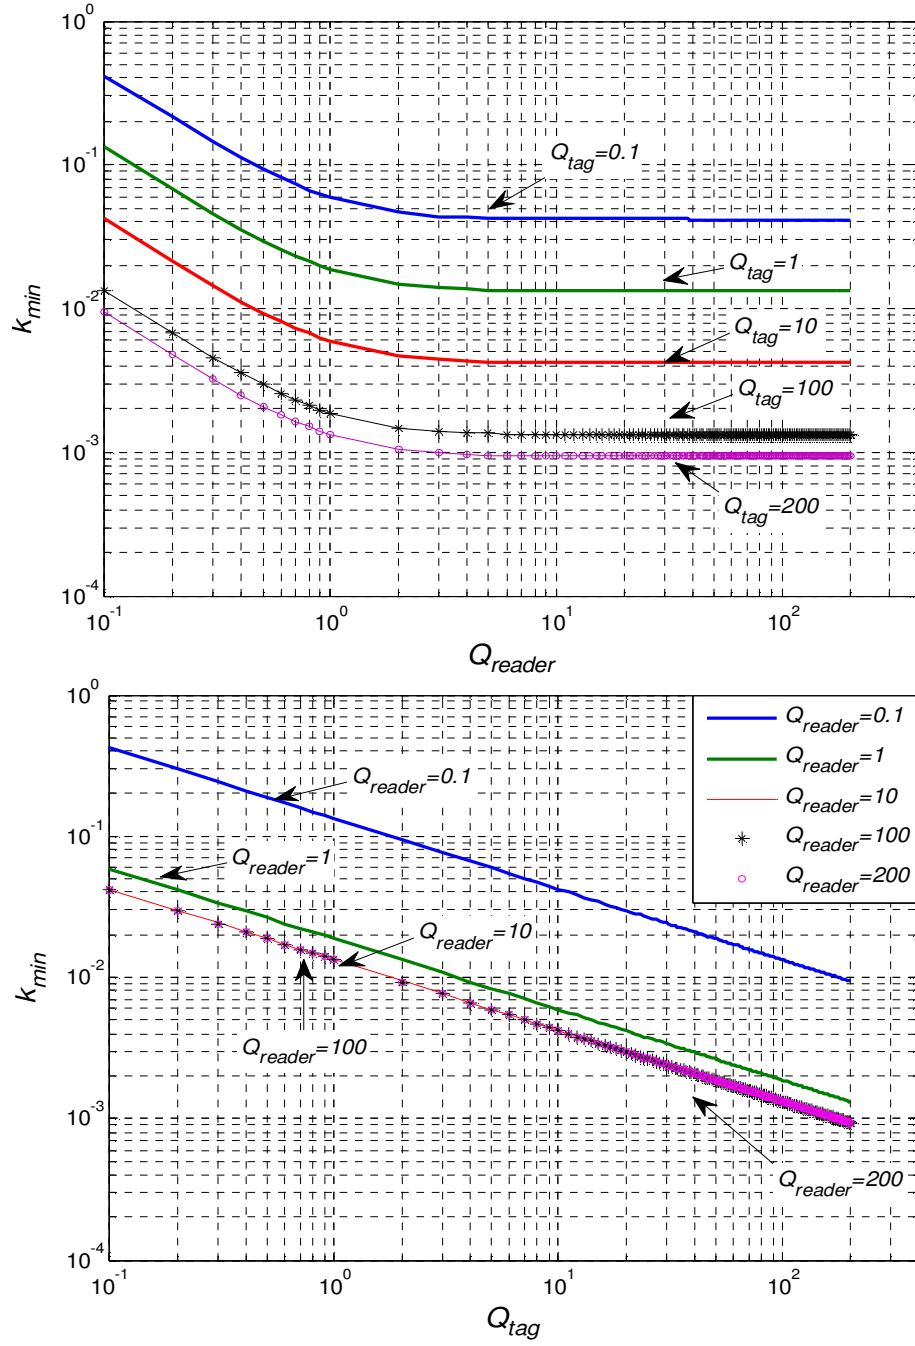 10^0
10^-1
10^-2
10^-3
10^-4
k_min
10^-1 10^0 10^1 10^2
Q_reader
Q_tag=0.1
Q_tag=1
Q_tag=10
Q_tag=100
Q_tag=200
10^0
10^-1
10^-2
10^-3
10^-4
k_min
10^-1 10^0 10^1 10^2
Q_tag
Q_reader=0.1
Q_reader=1
Q_reader=10
Q_reader=100
Q_reader=200
Q_reader=0.1
Q_reader=1
Q_reader=10
Q_reader=100
Q_reader=200